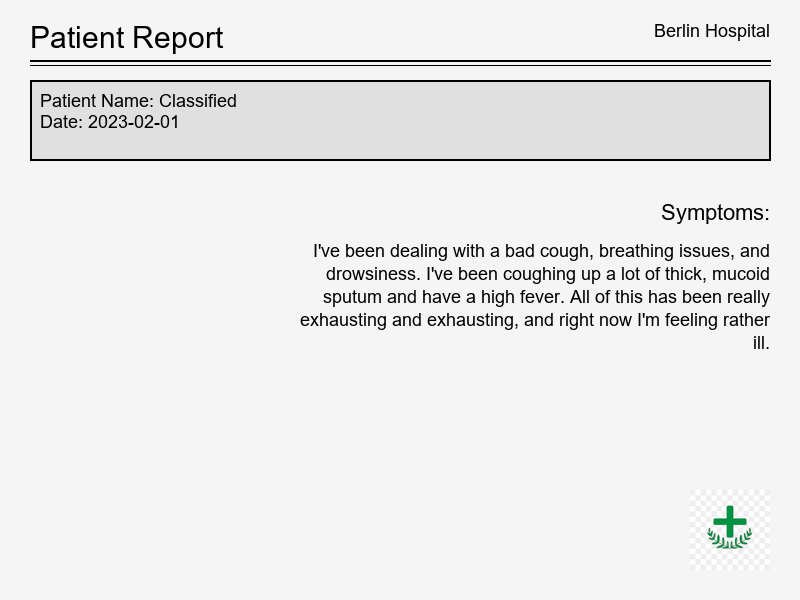 Patient Report
Berlin Hospital
Patient Name: Classified
Date: 2023-02-01
Symptoms:
I've been dealing with a bad cough, breathing issues, and
drowsiness. I've been coughing up a lot of thick, mucoid
sputum and have a high fever. All of this has been really
exhausting and exhausting, and right now I'm feeling rather
ill.